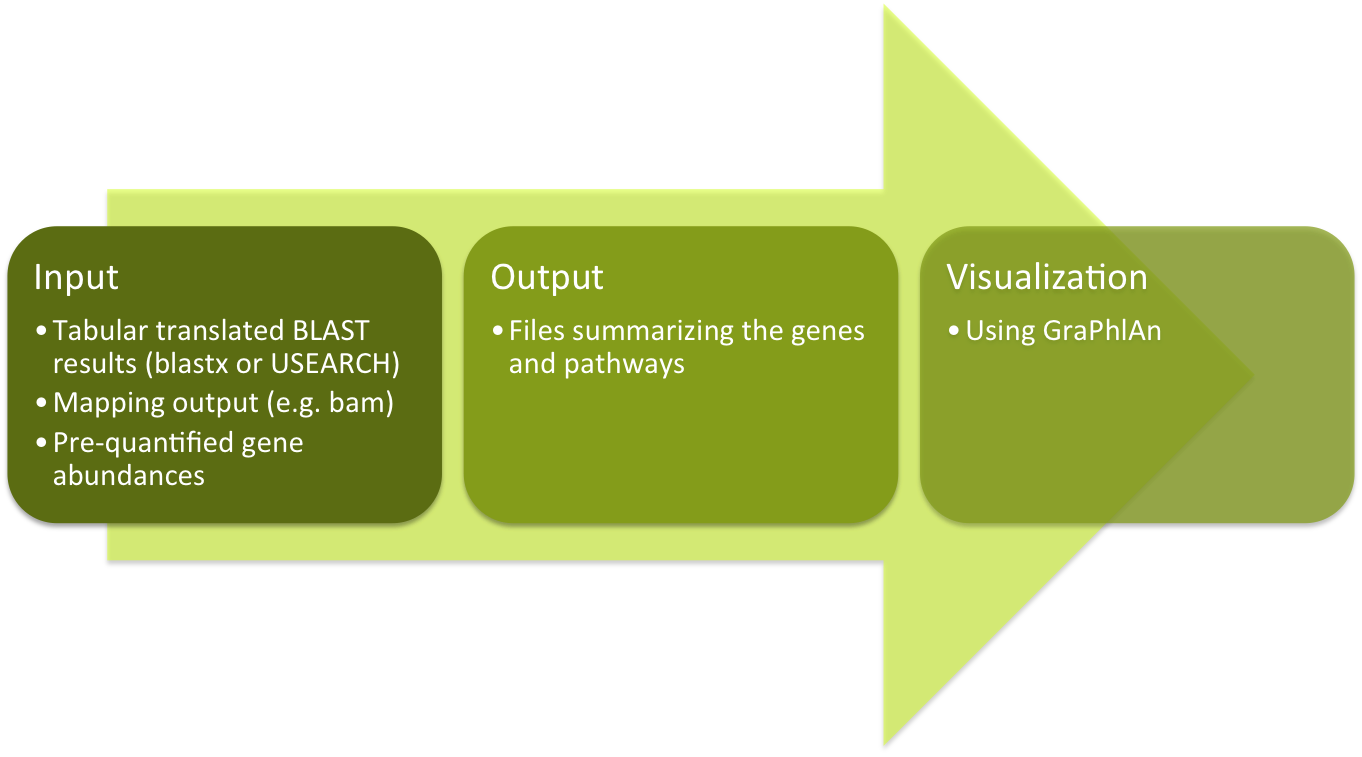 Input
•Tabular translated BLAST
results (blastx or USEARCH)
•Mapping output (e.g. bam)
•Pre-quantified gene
abundances
Output
•Files summarizing the genes
and pathways
Visualization
•Using GraPhlAn